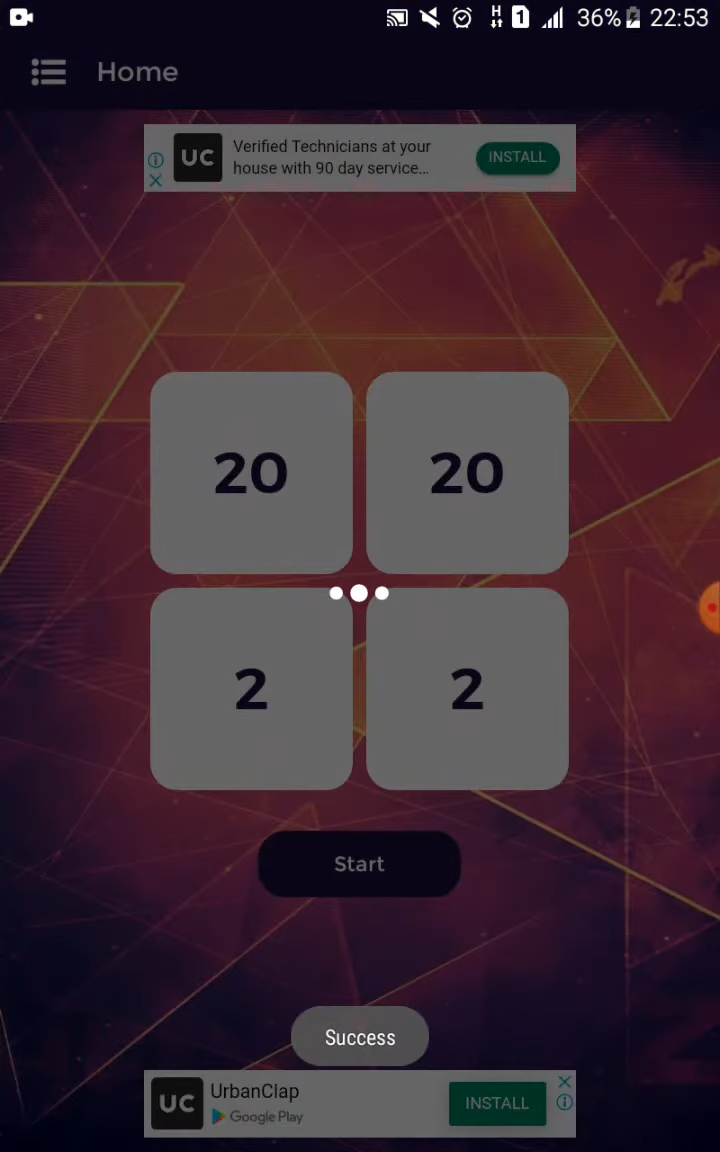 H 1 36% 22:53
Home
UC
Verified Technicians at your
house with 90 day service...
INSTALL
20 20
2 2
Start
Success
UC
UrbanClap
Google Play
INSTALL